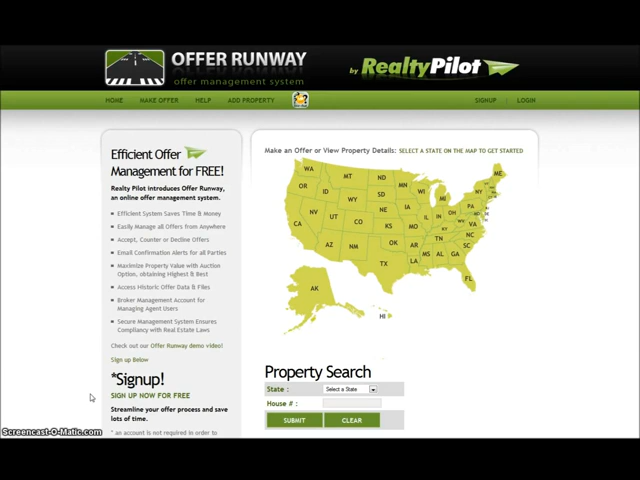 OFFER RUNWAY
offer management system
by RealtyPilot
HOME MAKE OFFER HELP ADD PROPERTY SIGNUP | LOGIN
Efficient Offer
Management for FREE!
Realty Pilot introduces Offer Runway,
an online offer management system.
Efficient System Saves Time & Money
Easily Manage all Offers from Anywhere
Accept, Counter or Decline Offers
Email Confirmation Alerts for all Parties
Maximize Property Value with Auction
Option, obtaining Highest & Best
Access Historic Offer Data & Files
Broker Management Account for
Managing Agent Users
Secure Management System Ensures
Compliance with Real Estate Laws
Check out our Offer Runway demo video!
Sign up Below
*Signup!
SIGN UP NOW FOR FREE
Streamline your offer process and save
lots of time.
* an account is not required in order to
Make an Offer or View Property Details: SELECT A STATE ON THE MAP TO GET STARTED
WA MT ND MN ME
OR ID SD WI MI NY
WY
NV UT NE IA IL IN OH PA
CA CO KS MO KY WV VA
AZ NM OK AR TN NC
SC
TX LA MS AL GA
FL
AK
HI
Property Search
State : Select a State
House # :
SUBMIT CLEAR
Screencast-O-Matic.com